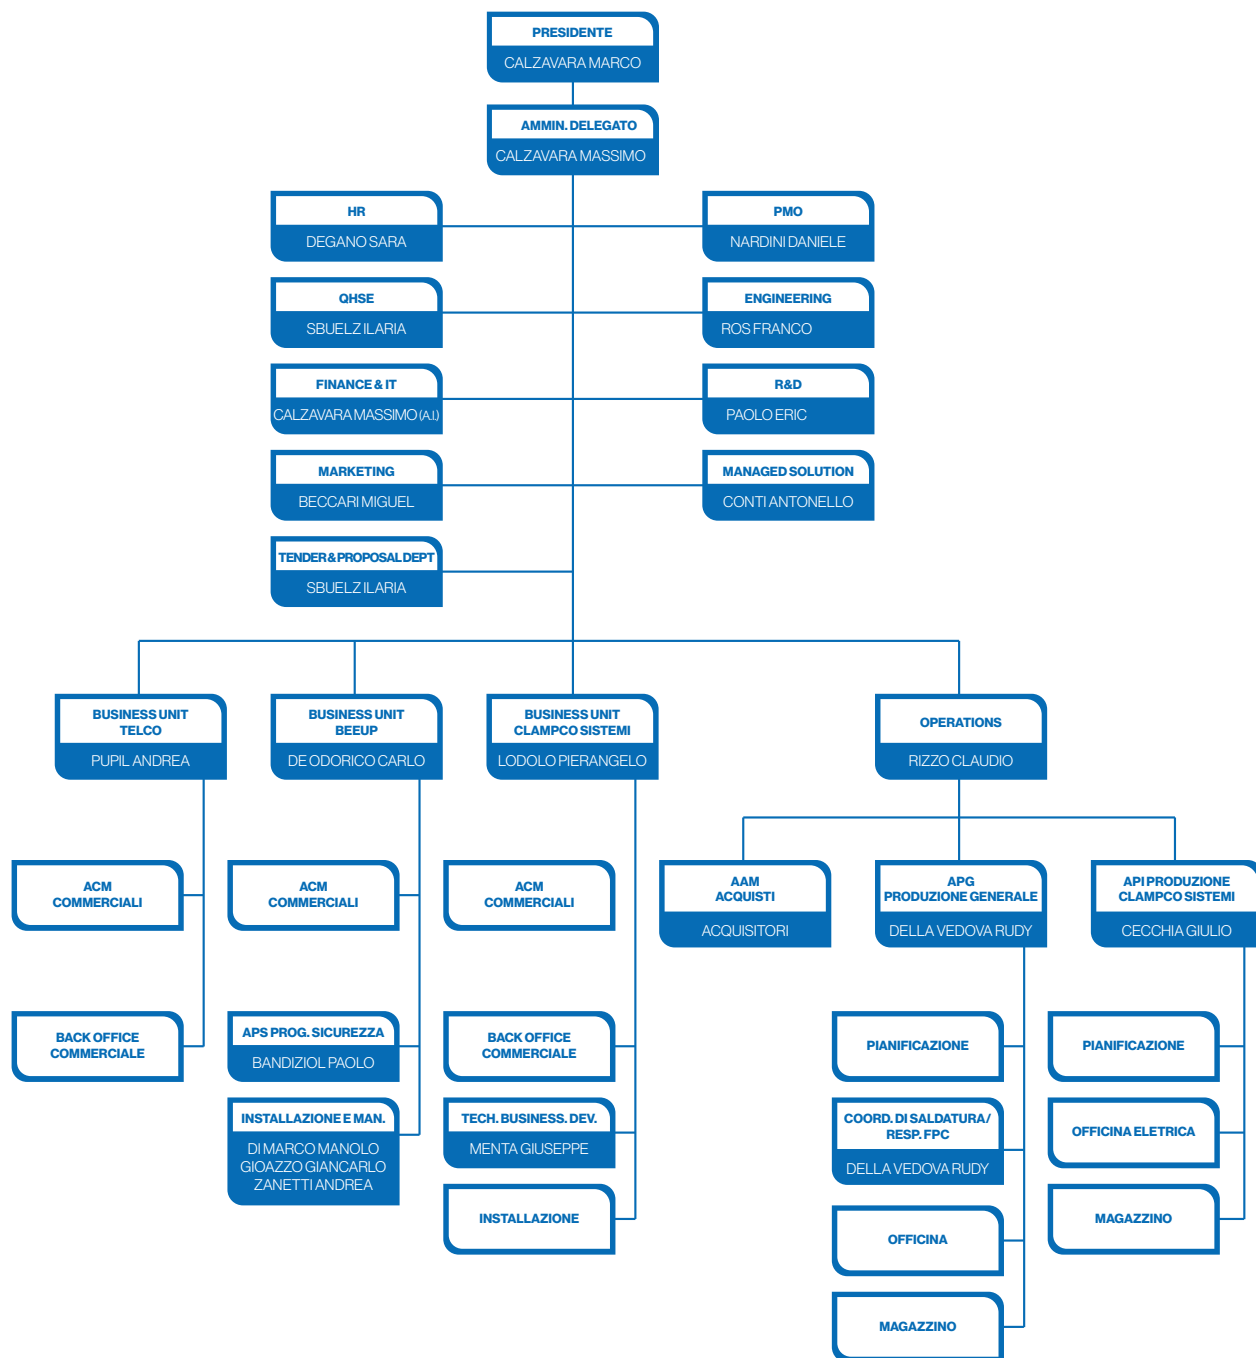 PRESIDENTE
CALZAVARA MARCO
AMMIN. DELEGATO
CALZAVARA MASSIMO
HR
DEGANO SARA
PMO
NARDINI DANIELE
QHSE
SBUELZ ILARIA
ENGINEERING
ROS FRANCO
FINANCE & IT
CALZAVARA MASSIMO (A.I.)
R&D
PAOLO ERIC
MARKETING
BECCARI MIGUEL
MANAGED SOLUTION
CONTI ANTONELLO
TENDER & PROPOSAL DEPT
SBUELZ ILARIA
BUSINESS UNIT
TELCO
PUPIL ANDREA
BUSINESS UNIT
BEEUP
DE ODORICO CARLO
BUSINESS UNIT
CLAMPCO SISTEMI
LODOLO PIERANGELO
OPERATIONS
RIZZO CLAUDIO
ACM
COMMERCIALI
ACM
COMMERCIALI
ACM
COMMERCIALI
AAM
ACQUISTI
ACQUISITORI
APG
PRODUZIONE GENERALE
DELLA VEDOVA RUDY
API PRODUZIONE
CLAMPCO SISTEMI
CECCHIA GIULIO
BACK OFFICE
COMMERCIALE
APS PROG. SICUREZZA
BANDIZIOL PAOLO
BACK OFFICE
COMMERCIALE
PIANIFICAZIONE
PIANIFICAZIONE
INSTALLAZIONE E MAN.
DI MARCO MANOLO
GIOAZZO GIANCARLO
ZANETTI ANDREA
TECH. BUSINESS. DEV.
MENTA GIUSEPPE
COORD. DI SALDATURA /
RESP. FPC
DELLA VEDOVA RUDY
OFFICINA ELETRICA
INSTALLAZIONE
OFFICINA
MAGAZZINO
MAGAZZINO